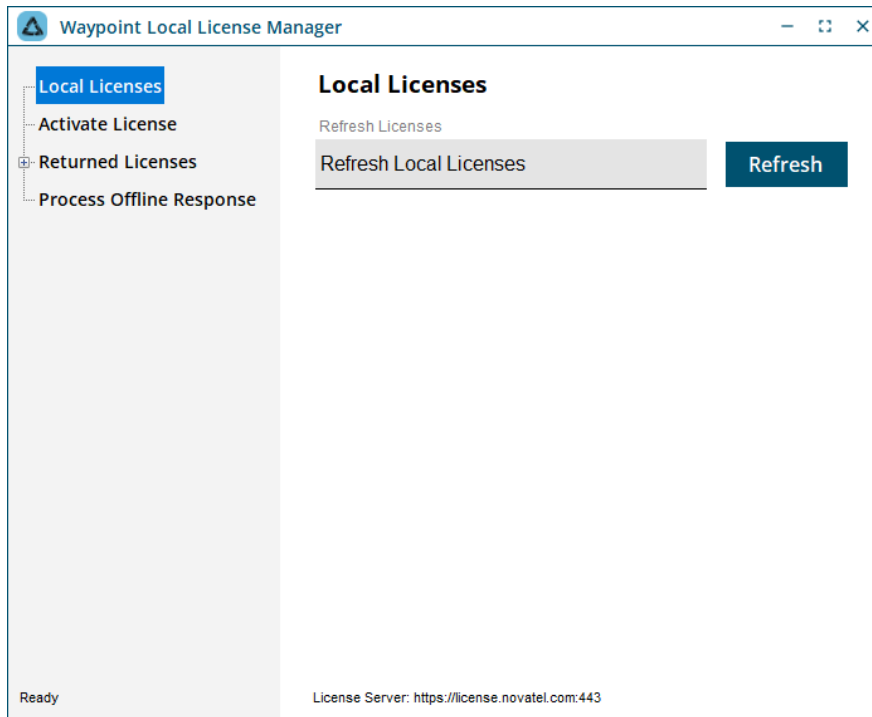 Waypoint Local License Manager
Local Licenses
Activate License
Returned Licenses
Process Offline Response
Local Licenses
Refresh Licenses
Refresh Local Licenses
Refresh
Ready
License Server: https://license.novatel.com:443